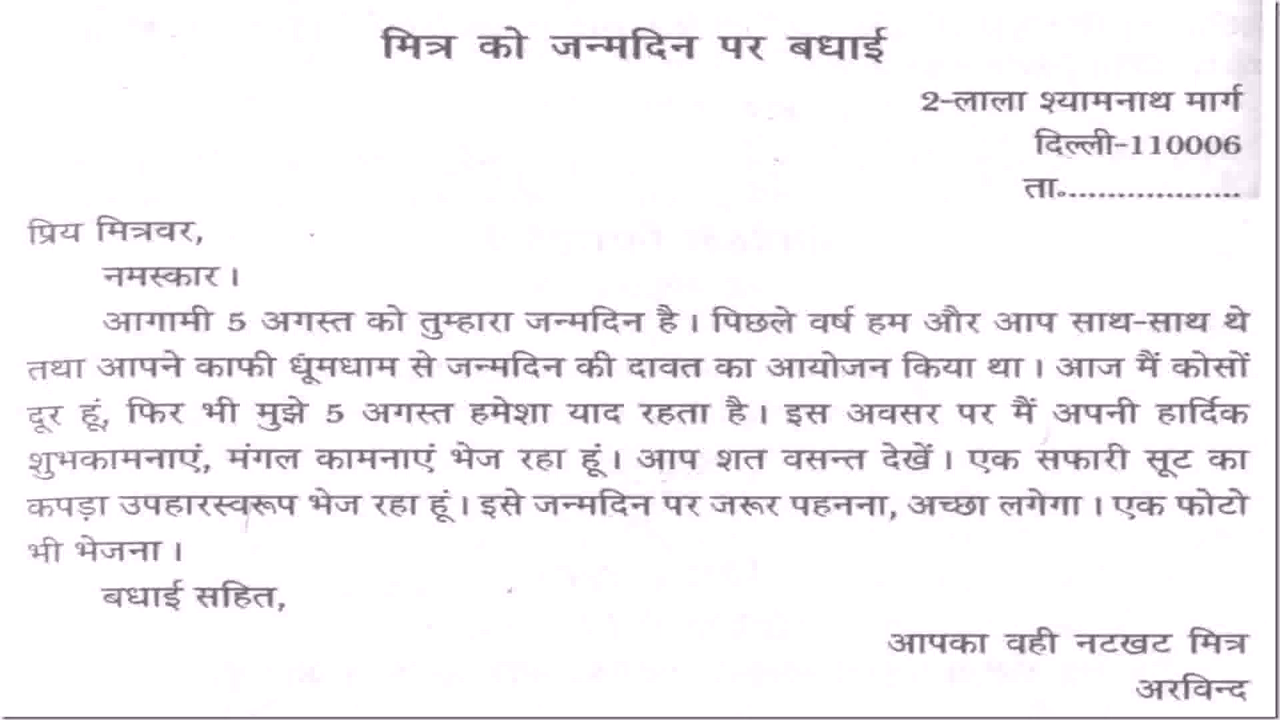 मित्र को जन्मदिन पर बधाई
2-लाला श्यामनाथ मार्ग
दिल्ली-110006
ता॰...................
प्रिय मित्रवर,
नमस्कार ।
आगामी 5 अगस्त को तुम्हारा जन्मदिन है । पिछले वर्ष हम और आप साथ-साथ थे
तथा आपने काफी धूमधाम से जन्मदिन की दावत का आयोजन किया था । आज मैं कोसों
दूर हूं, फिर भी मुझे 5 अगस्त हमेशा याद रहता है । इस अवसर पर मैं अपनी हार्दिक
शुभकामनाएं, मंगल कामनाएं भेज रहा हूं । आप शत वसन्त देखें । एक सफारी सूट का
कपड़ा उपहारस्वरूप भेज रहा हूं । इसे जन्मदिन पर जरूर पहनना, अच्छा लगेगा । एक फोटो
भी भेजना ।
बधाई सहित,
आपका वही नटखट मित्र
अरविन्द